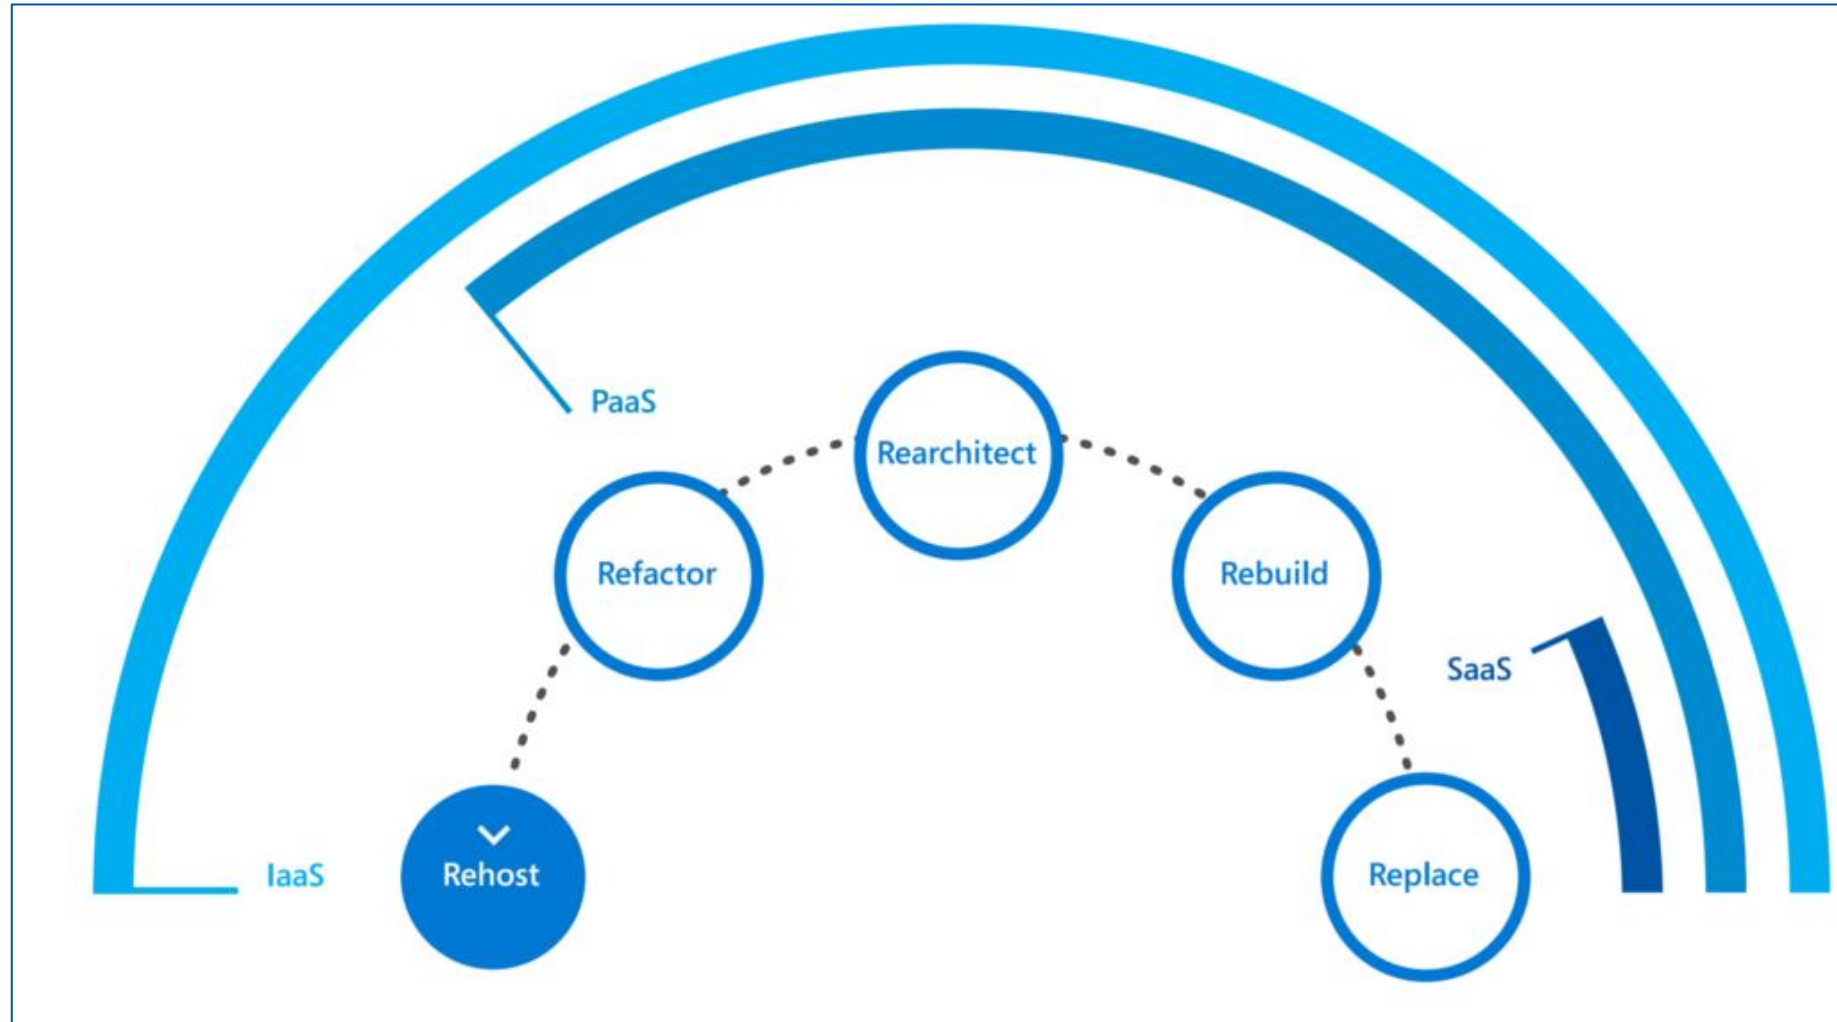 PaaS
Rearchitect
Refactor
Rebuild
SaaS
IaaS
Rehost
Replace